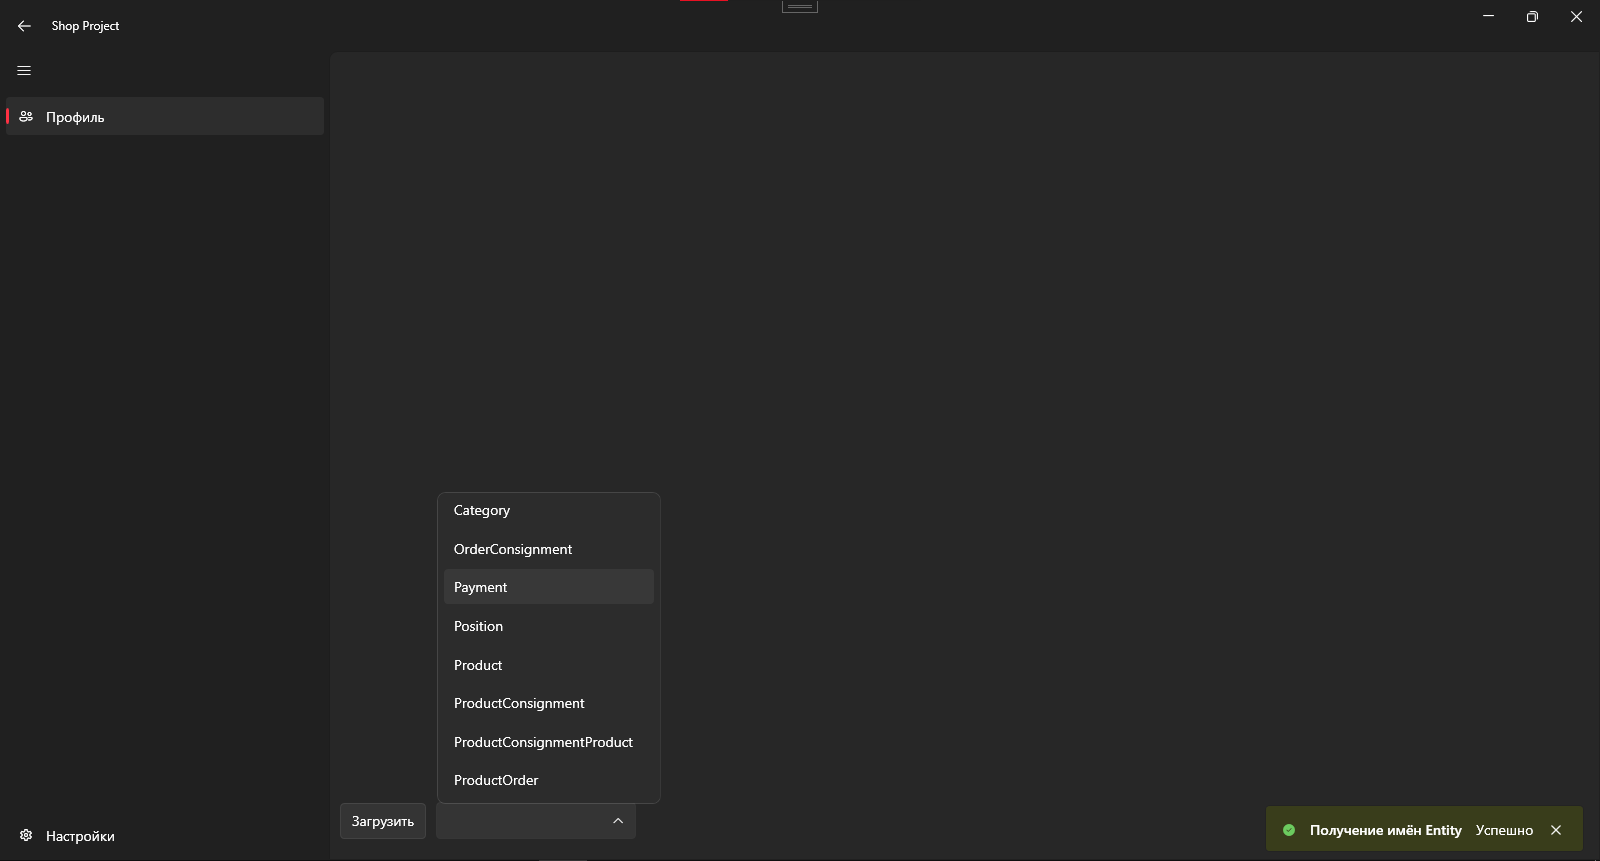 Shop Project
Профиль
Category
OrderConsignment
Payment
Position
Product
ProductConsignment
ProductConsignmentProduct
ProductOrder
Загрузить
Настройки
Получение имён Entity Успешно